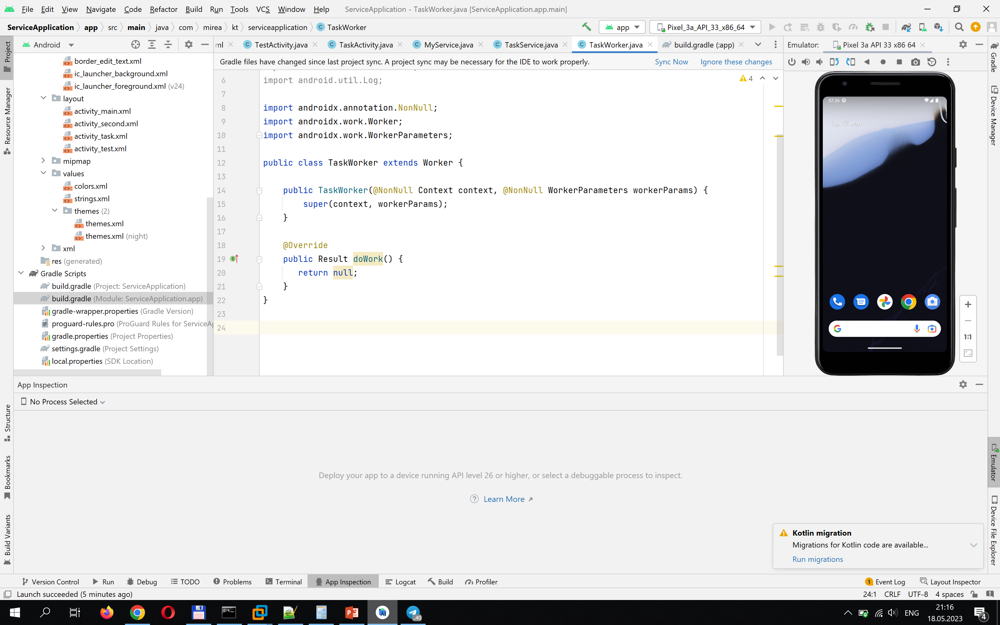 File Edit View Navigate Code Refactor Build Run Tools VCS Window Help ServiceApplication - TaskWorker.java [ServiceApplication.app.main]
ServiceApplication app src main java com mirea kt serviceapplication TaskWorker
app
Pixel_3a_API_33_x86_64
Android
ml TestActivity.java TaskActivity.java MyService.java TaskService.java TaskWorker.java build.gradle (:app)
Emulator: Pixel 3a API 33 x86 64
Gradle files have changed since last project sync. A project sync may be necessary for the IDE to work properly. Sync Now Ignore these changes
Project
Resource Manager
Structure
Bookmarks
Build Variants
border_edit_text.xml
ic_launcher_background.xml
ic_launcher_foreground.xml (v24)
layout
activity_main.xml
activity_second.xml
activity_task.xml
activity_test.xml
mipmap
values
colors.xml
strings.xml
themes (2)
themes.xml
themes.xml (night)
xml
res (generated)
Gradle Scripts
build.gradle (Project: ServiceApplication)
build.gradle (Module: ServiceApplication.app)
gradle-wrapper.properties (Gradle Version)
proguard-rules.pro (ProGuard Rules for ServiceAp
gradle.properties (Project Properties)
settings.gradle (Project Settings)
local.properties (SDK Location)
4
6 import android.util.Log;
7
8 import androidx.annotation.NonNull;
9 import androidx.work.Worker;
10 import androidx.work.WorkerParameters;
11
12 public class TaskWorker extends Worker {
13
14 public TaskWorker(@NonNull Context context, @NonNull WorkerParameters workerParams) {
15 super(context, workerParams);
16 }
17
18 @Override
19 public Result doWork() {
20 return null;
21 }
22 }
23
24
07:36
Ср, 17 мая
1:1
Gradle
Device Manager
Emulator
Device File Explorer
App Inspection
No Process Selected
Deploy your app to a device running API level 26 or higher, or select a debuggable process to inspect.
Learn More
Kotlin migration
Migrations for Kotlin code are available...
Run migrations
Version Control Run Debug TODO Problems Terminal App Inspection Logcat Build Profiler 1 Event Log Layout Inspector
Launch succeeded (5 minutes ago) 24:1 CRLF UTF-8 4 spaces
..40
ENG
21:16
18.05.2023
4